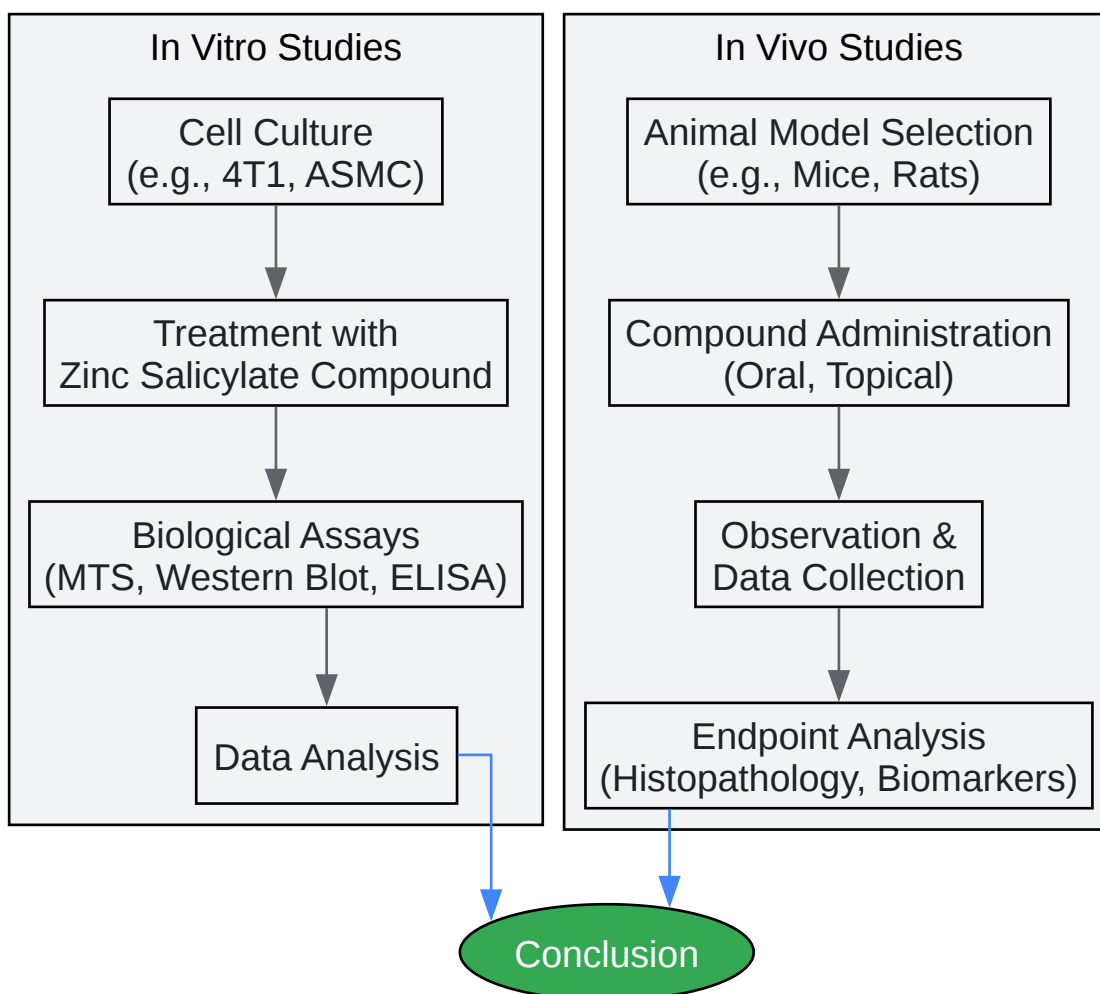 In Vitro Studies
Cell Culture
(e.g., 4T1, ASMC)
Treatment with
Zinc Salicylate Compound
Biological Assays
(MTS, Western Blot, ELISA)
Data Analysis
In Vivo Studies
Animal Model Selection
(e.g., Mice, Rats)
Compound Administration
(Oral, Topical)
Observation &
Data Collection
Endpoint Analysis
(Histopathology, Biomarkers)
Conclusion